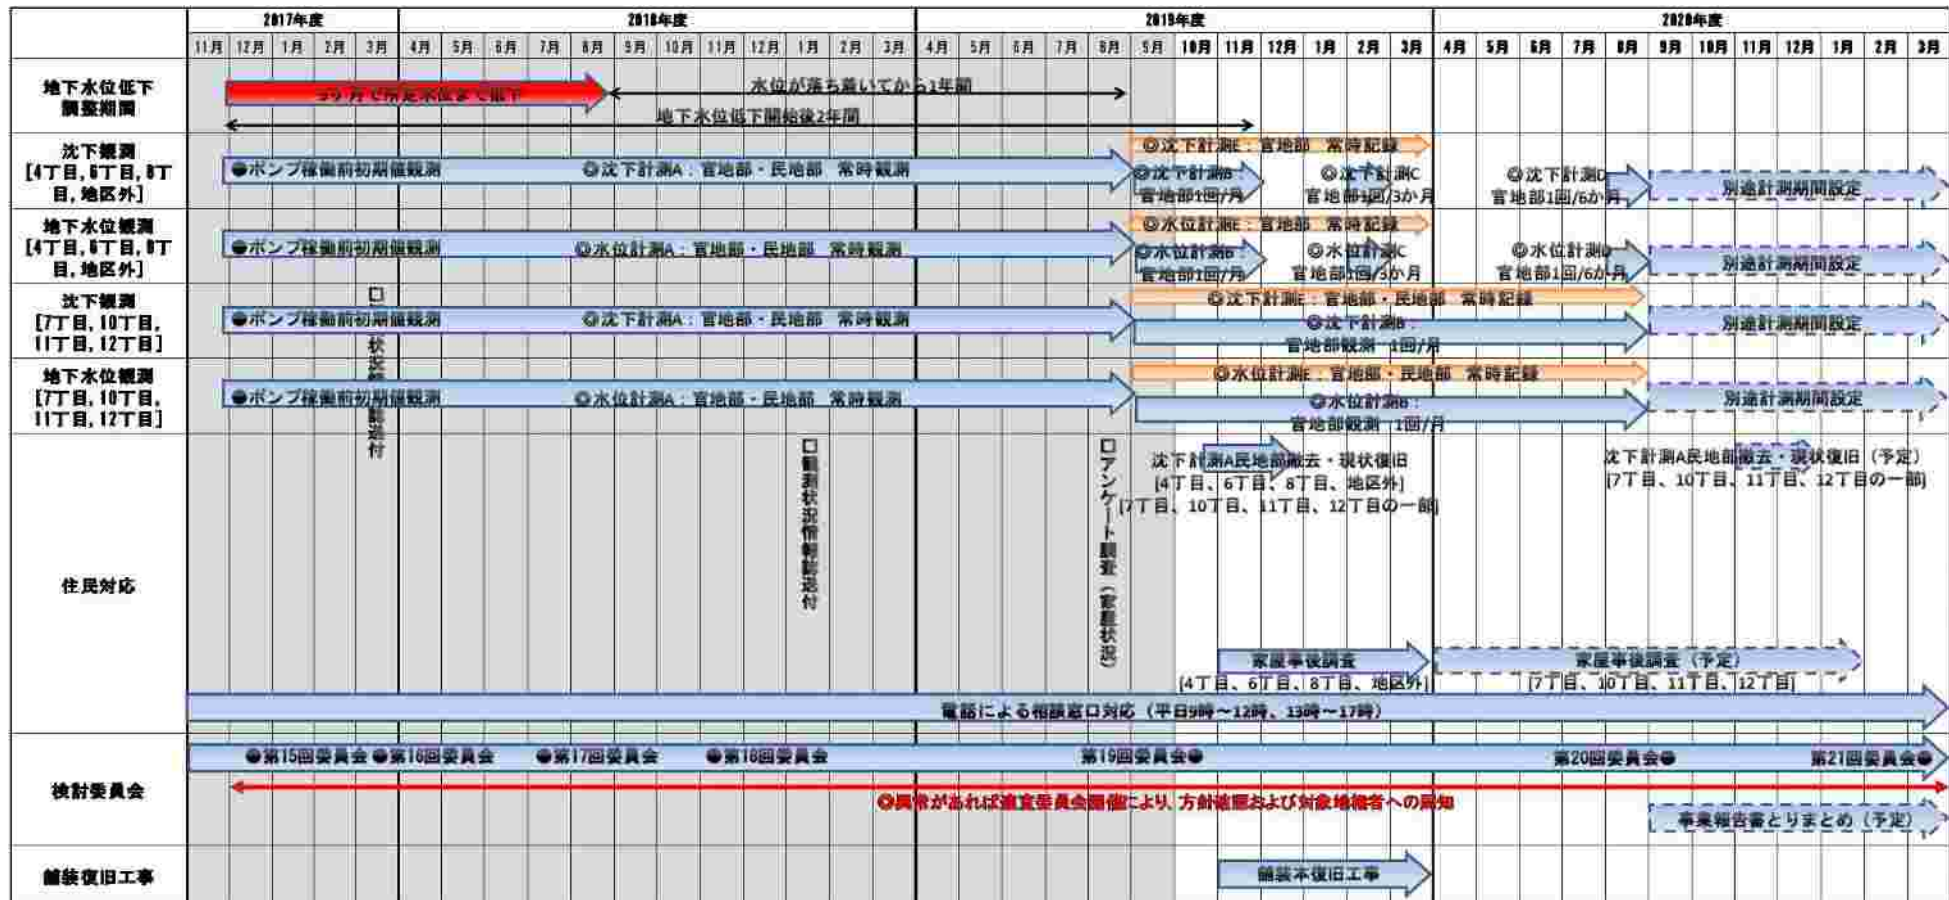 2017年度 2018年度 2019年度 2020年度
11月 12月 1月 2月 3月 4月 5月 6月 7月 8月 9月 10月 11月 12月 1月 2月 3月 4月 5月 6月 7月 8月 9月 10月 11月 12月 1月 2月 3月 4月 5月 6月 7月 8月 9月 10月 11月 12月 1月 2月 3月
地下水位低下
調整期間
水位が落ち着いてから1年間
地下水位低下開始後2年間
沈下観測
[4丁目,6丁目,8丁
目,地区外]
●ポンプ稼働前初期値観測
◎沈下計測A：官地部・民地部　常時観測
◎沈下計測E：官地部　常時記録
◎沈下計測B：
官地部1回/月
◎沈下計測C
官地部1回/3か月
◎沈下計測D
官地部1回/6か月
別途計測期間設定
地下水位観測
[4丁目,6丁目,8丁
目,地区外]
●ポンプ稼働前初期値観測
◎水位計測A：官地部・民地部　常時観測
◎水位計測E：官地部　常時記録
◎水位計測B：
官地部1回/月
◎水位計測C
官地部1回/3か月
◎水位計測D
官地部1回/6か月
別途計測期間設定
沈下観測
[7丁目,10丁目,
11丁目,12丁目]
●ポンプ稼働前初期値観測
◎沈下計測A：官地部・民地部　常時観測
◎沈下計測E：官地部・民地部　常時記録
◎沈下計測B：
官地部観測　1回/月
別途計測期間設定
地下水位観測
[7丁目,10丁目,
11丁目,12丁目]
●ポンプ稼働前初期値観測
◎水位計測A：官地部・民地部　常時観測
◎水位計測E：官地部・民地部　常時記録
◎水位計測B：
官地部観測　1回/月
別途計測期間設定
住民対応
□観測状況情報誌送付
□アンケート調査（家屋状況）
沈下計測A民地部撤去・現状復旧
[4丁目、6丁目、8丁目、地区外]
[7丁目、10丁目、11丁目、12丁目の一部]
沈下計測A民地部撤去・現状復旧（予定）
[7丁目、10丁目、11丁目、12丁目の一部]
家屋事後調査
[4丁目、6丁目、8丁目、地区外]
家屋事後調査（予定）
[7丁目、10丁目、11丁目、12丁目]
電話による相談窓口対応（平日9時～12時、13時～17時）
検討委員会
●第15回委員会 ●第16回委員会 ●第17回委員会 ●第18回委員会 第19回委員会● 第20回委員会● 第21回委員会●
◎異常があれば適宜委員会開催により、方針確認および対象地権者への周知
事業報告書とりまとめ（予定）
舗装復旧工事
舗装本復旧工事